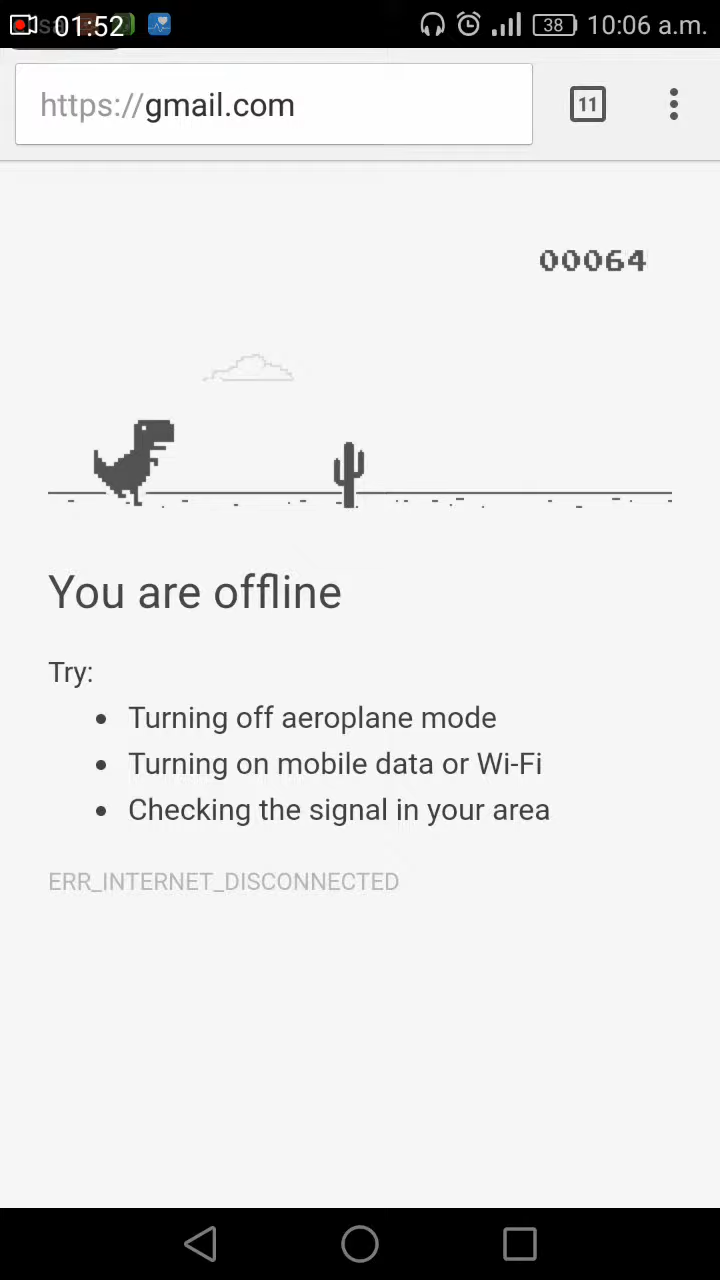 01:52
38
10:06 a.m.
https://gmail.com
11
00064
You are offline
Try:
Turning off aeroplane mode
Turning on mobile data or Wi-Fi
Checking the signal in your area
ERR_INTERNET_DISCONNECTED